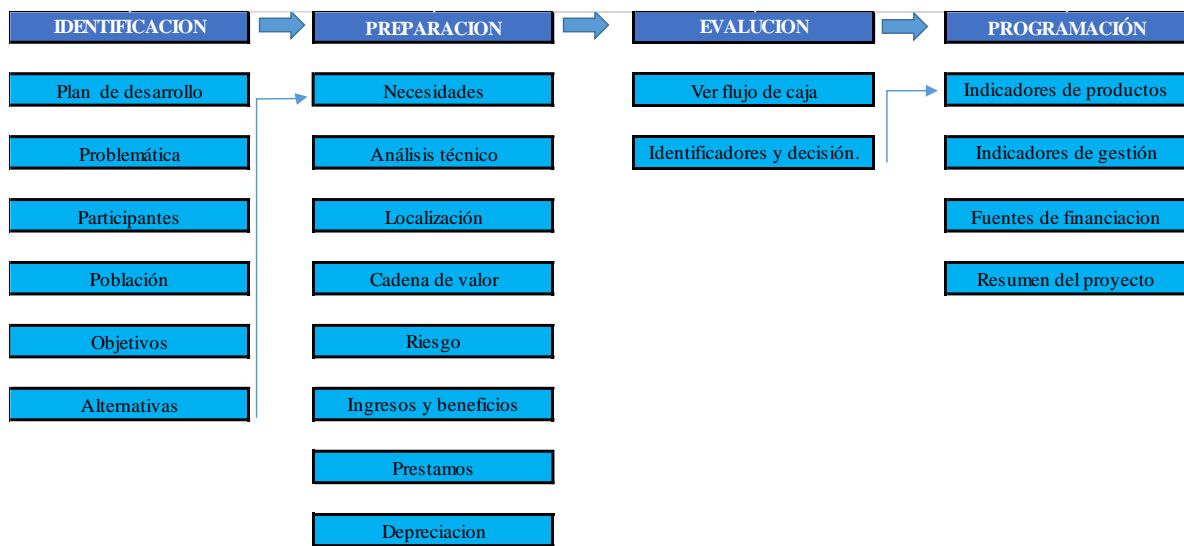 IDENTIFICACION
Plan de desarrollo
Problemática
Participantes
Población
Objetivos
Alternativas
PREPARACION
Necesidades
Análisis técnico
Localización
Cadena de valor
Riesgo
Ingresos y beneficios
Prestamos
Depreciacion
EVALUCION
Ver flujo de caja
Identificadores y decisión.
PROGRAMACIÓN
Indicadores de productos
Indicadores de gestión
Fuentes de financiacion
Resumen del proyecto